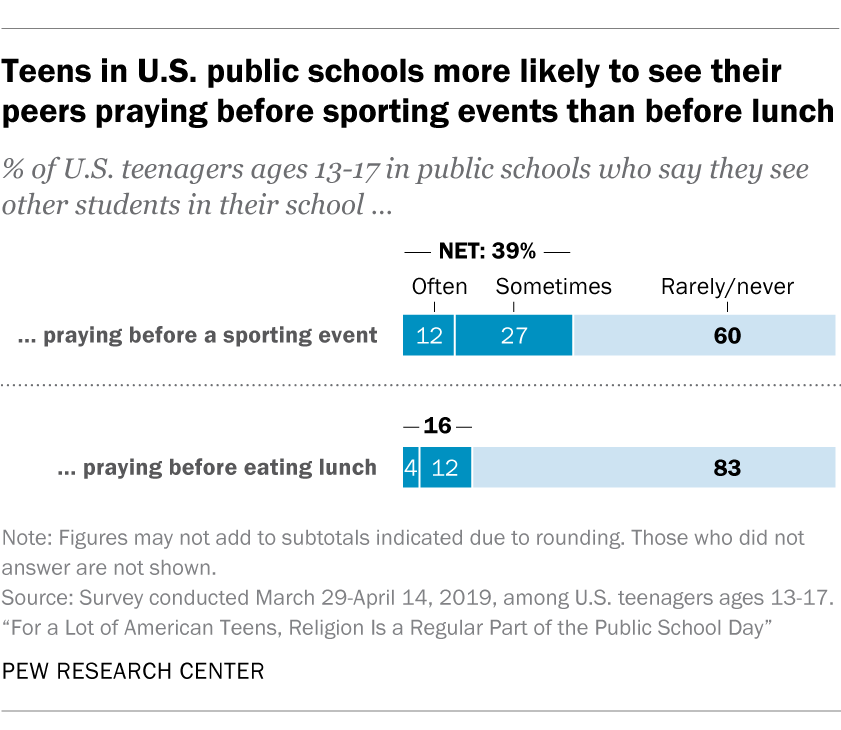 Teens in U.S. public schools more likely to see their
peers praying before sporting events than before lunch
% of U.S. teenagers ages 13-17 in public schools who say they see
other students in their school ...
NET: 39%
Often Sometimes Rarely/never
... praying before a sporting event 12 27 60
16
... praying before eating lunch 4 12 83
Note: Figures may not add to subtotals indicated due to rounding. Those who did not
answer are not shown.
Source: Survey conducted March 29-April 14, 2019, among U.S. teenagers ages 13-17.
“For a Lot of American Teens, Religion Is a Regular Part of the Public School Day”
PEW RESEARCH CENTER